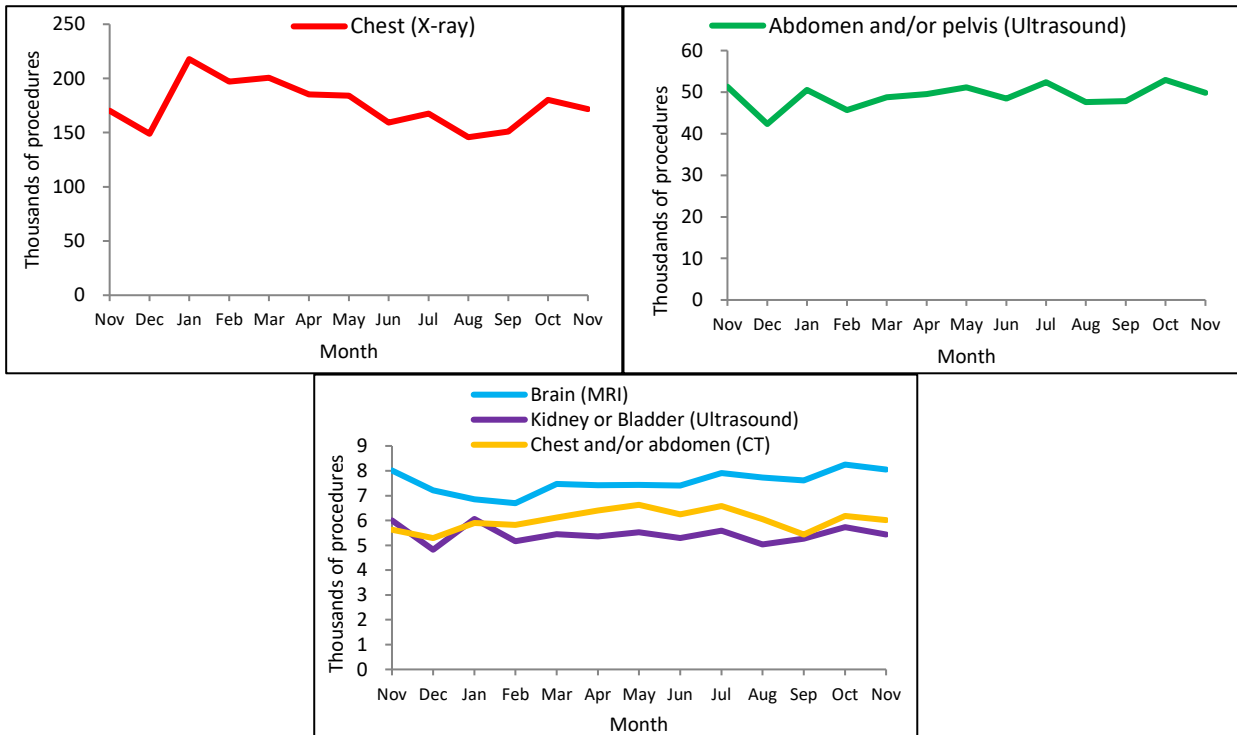 Chest (X-ray)
Thousands of procedures
250
200
150
100
50
0
Nov Dec Jan Feb Mar Apr May Jun Jul Aug Sep Oct Nov
Month
Abdomen and/or pelvis (Ultrasound)
Thousdands of procedures
60
50
40
30
20
10
0
Nov Dec Jan Feb Mar Apr May Jun Jul Aug Sep Oct Nov
Month
Brain (MRI)
Kidney or Bladder (Ultrasound)
Chest and/or abdomen (CT)
Thousands of procedures
9
8
7
6
5
4
3
2
1
0
Nov Dec Jan Feb Mar Apr May Jun Jul Aug Sep Oct Nov
Month